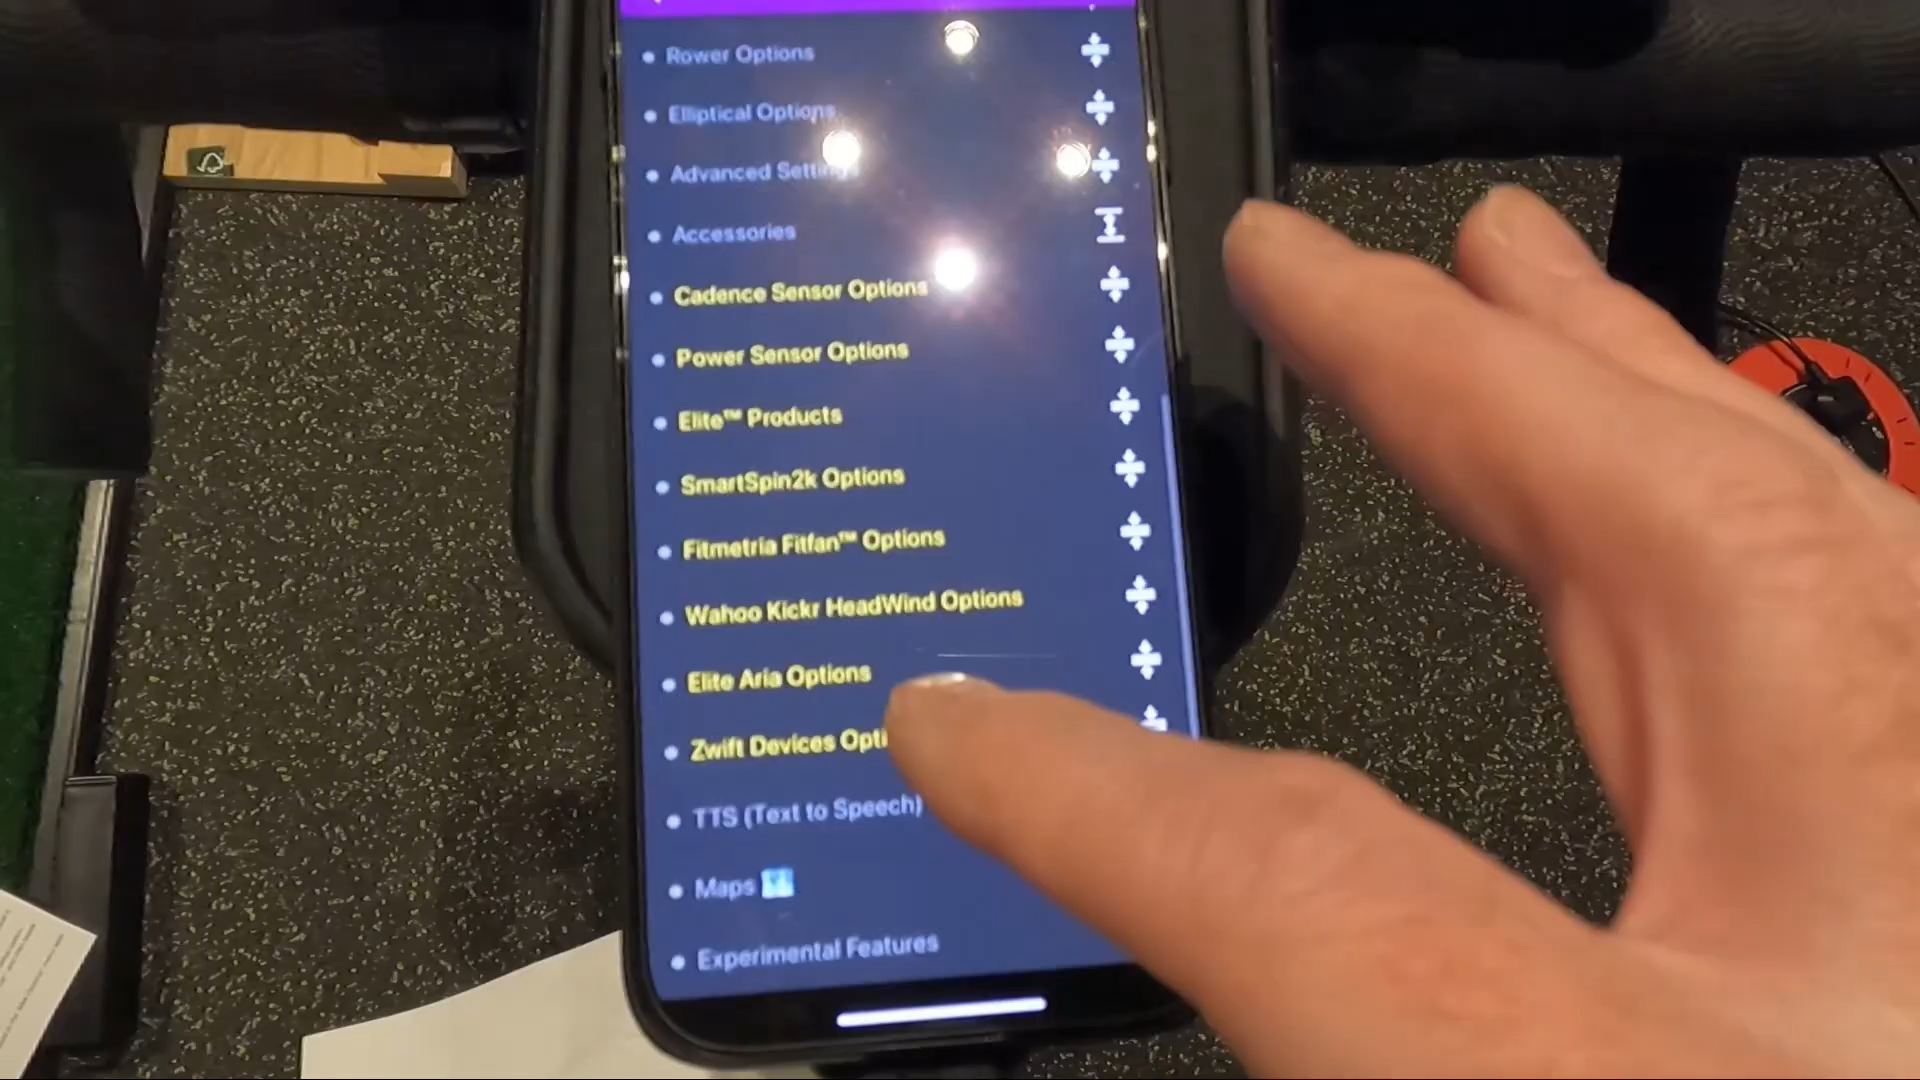 Rower Options
Elliptical Options
Advanced Settings
Accessories
Cadence Sensor Options
Power Sensor Options
Elite™ Products
SmartSpin2k Options
Fitmetria Fitfan™ Options
Wahoo Kickr HeadWind Options
Elite Aria Options
Zwift Devices Opti
TTS (Text to Speech)
Maps
Experimental Features